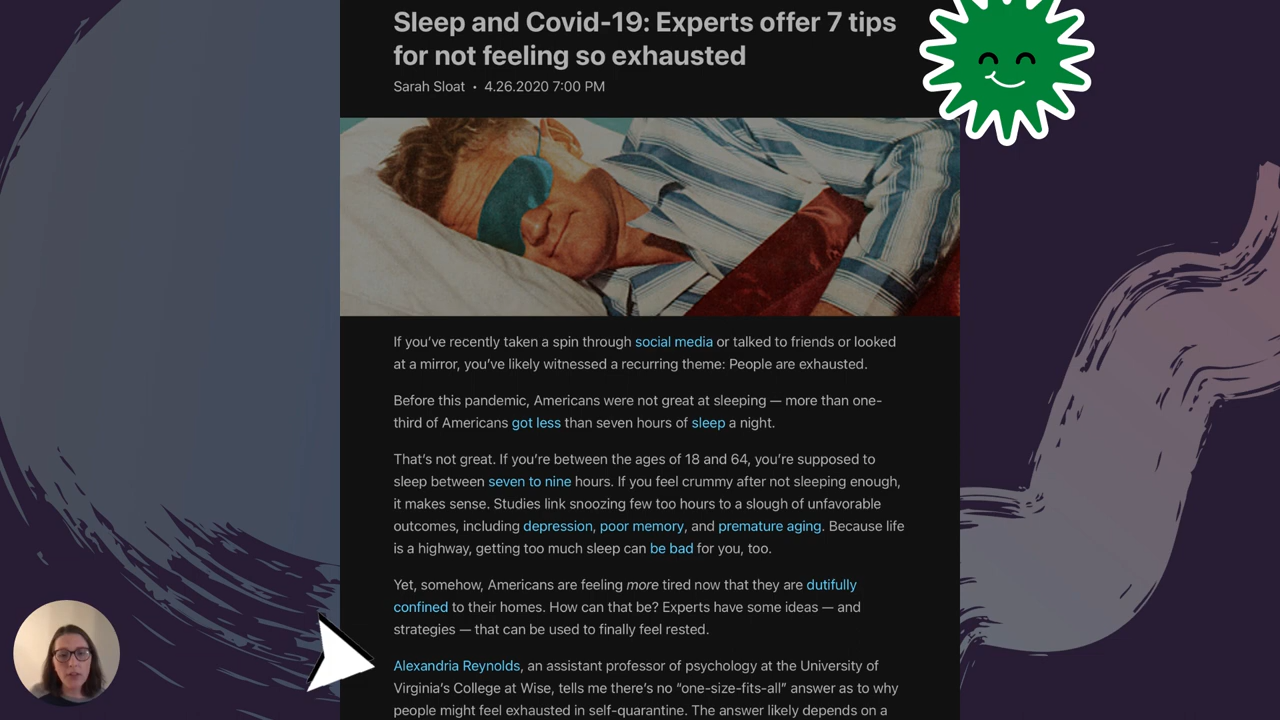 Sleep and Covid-19: Experts offer 7 tips
for not feeling so exhausted
Sarah Sloat • 4.26.2020 7:00 PM
If you’ve recently taken a spin through social media or talked to friends or looked
at a mirror, you’ve likely witnessed a recurring theme: People are exhausted.
Before this pandemic, Americans were not great at sleeping — more than one-
third of Americans got less than seven hours of sleep a night.
That’s not great. If you’re between the ages of 18 and 64, you’re supposed to
sleep between seven to nine hours. If you feel crummy after not sleeping enough,
it makes sense. Studies link snoozing few too hours to a slough of unfavorable
outcomes, including depression, poor memory, and premature aging. Because life
is a highway, getting too much sleep can be bad for you, too.
Yet, somehow, Americans are feeling more tired now that they are dutifully
confined to their homes. How can that be? Experts have some ideas — and
strategies — that can be used to finally feel rested.
Alexandria Reynolds, an assistant professor of psychology at the University of
Virginia’s College at Wise, tells me there’s no “one-size-fits-all” answer as to why
people might feel exhausted in self-quarantine. The answer likely depends on a